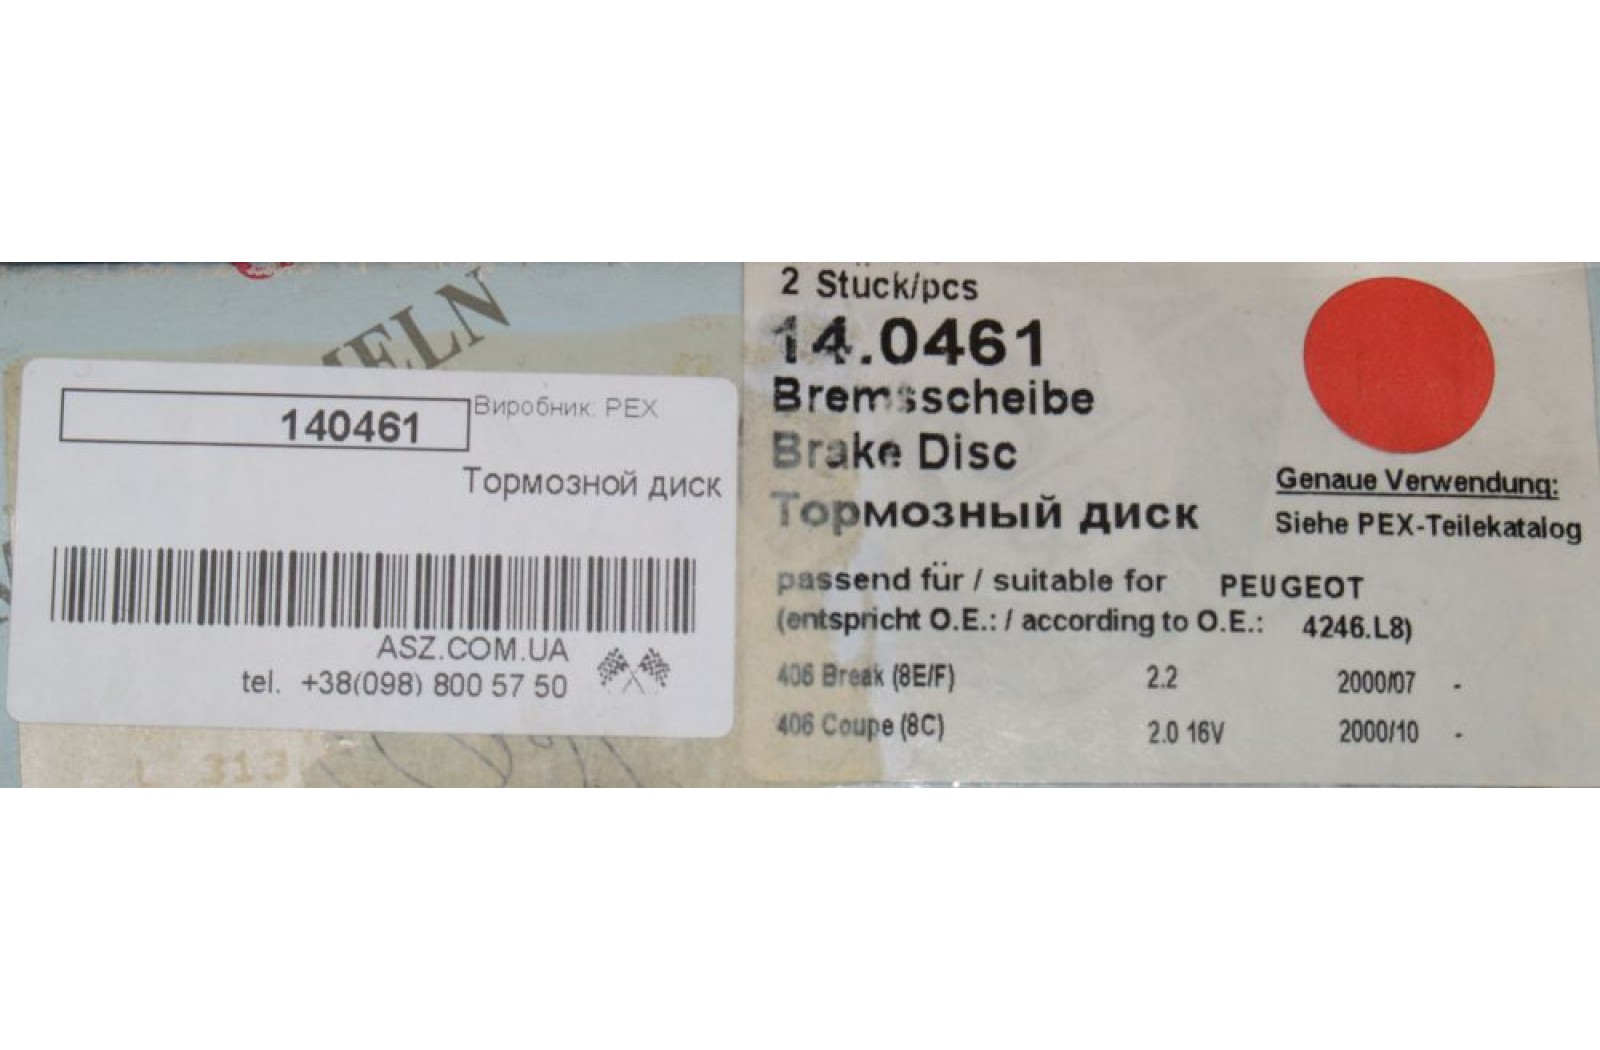 140461
Виробник: PEX
Тормозной диск
ASZ.COM.UA
tel. +38(098) 800 57 50
L 313
2 Stück/pcs
14.0461
Bremsscheibe
Brake Disc
Тормозный диск
Genaue Verwendung:
Siehe PEX-Teilekatalog
passend für / suitable for PEUGEOT
(entspricht O.E.: / according to O.E.: 4246.L8)
406 Break (8E/F) 2.2 2000/07 -
406 Coupe (8C) 2.0 16V 2000/10 -